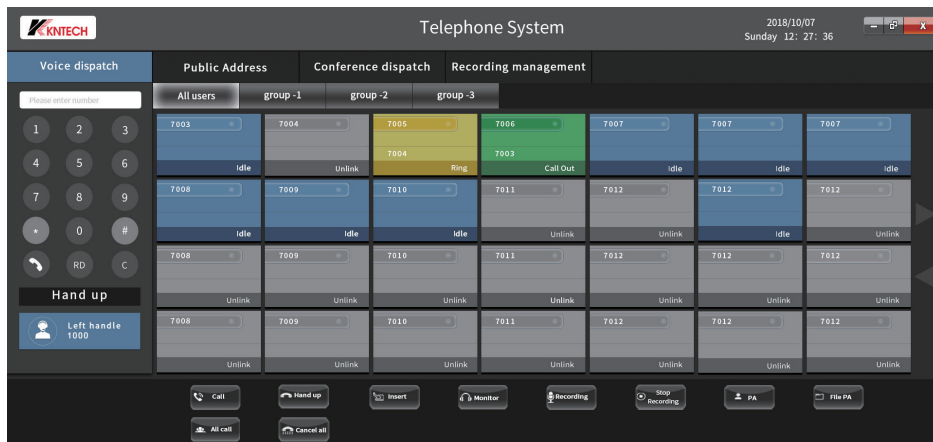 KNTECH
Telephone System
2018/10/07
Sunday 12: 27: 36
Voice dispatch
Public Address
Conference dispatch
Recording management
Please enter number
All users
group -1
group -2
group -3
1 2 3
4 5 6
7 8 9
* 0 #
RD C
Hand up
Left handle
1000
7003 7004 7005 7006 7007 7007 7007
7004 7003
Idle Unlink Ring Call Out Idle Idle Idle
7008 7009 7010 7011 7012 7012 7012
Idle Idle Idle Unlink Unlink Idle Unlink
7008 7009 7010 7011 7012 7012 7012
Unlink Unlink Unlink Unlink Unlink Unlink Unlink
7008 7009 7010 7011 7012 7012 7012
Unlink Unlink Unlink Unlink Unlink Unlink Unlink
Call
Hand up
Insert
Monitor
Recording
Stop
Recording
PA
File PA
All call
Cancel all